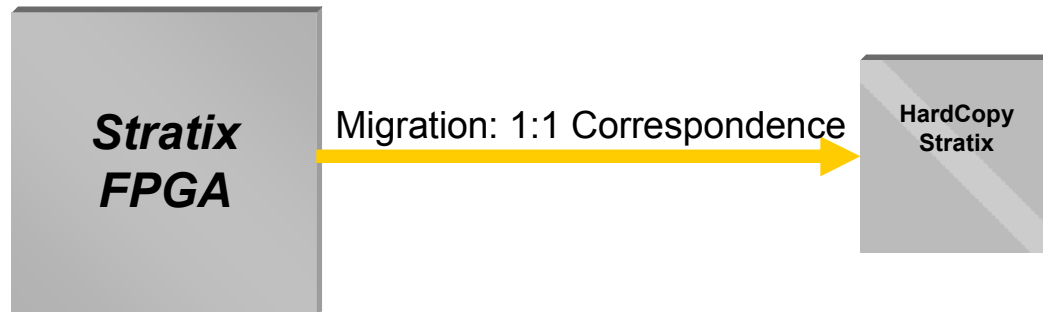 Stratix
FPGA
Migration: 1:1 Correspondence
HardCopy
Stratix